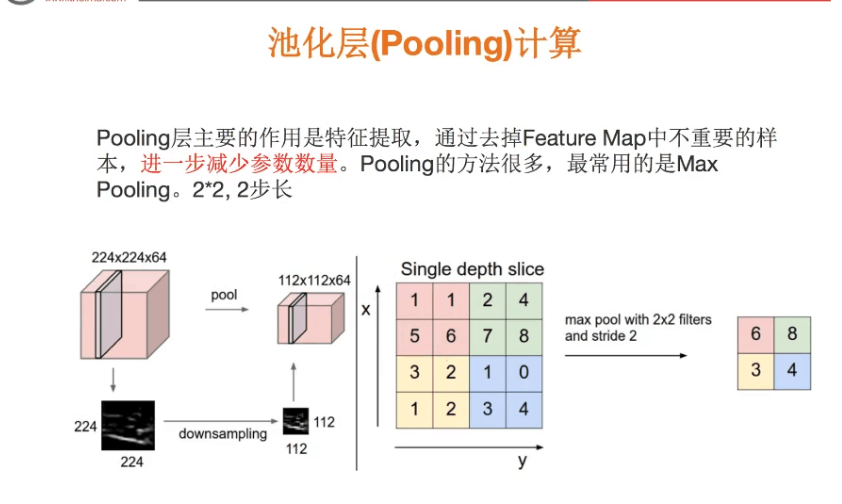 池化层(Pooling)计算
Pooling层主要的作用是特征提取，通过去掉Feature Map中不重要的样
本，进一步减少参数数量。Pooling的方法很多，最常用的是Max
Pooling。2*2, 2步长
224x224x64
pool
112x112x64
224
224
downsampling
112
112
Single depth slice
x
1 1 2 4
5 6 7 8
3 2 1 0
1 2 3 4
y
max pool with 2x2 filters
and stride 2
6 8
3 4